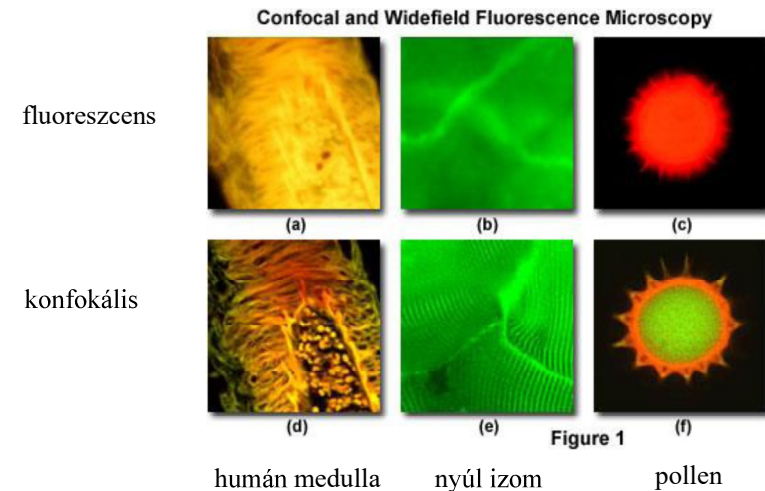 Confocal and Widefield Fluorescence Microscopy
fluoreszcens
(a) (b) (c)
konfokális
(d) (e) (f)
Figure 1
humán medulla nyúl izom pollen